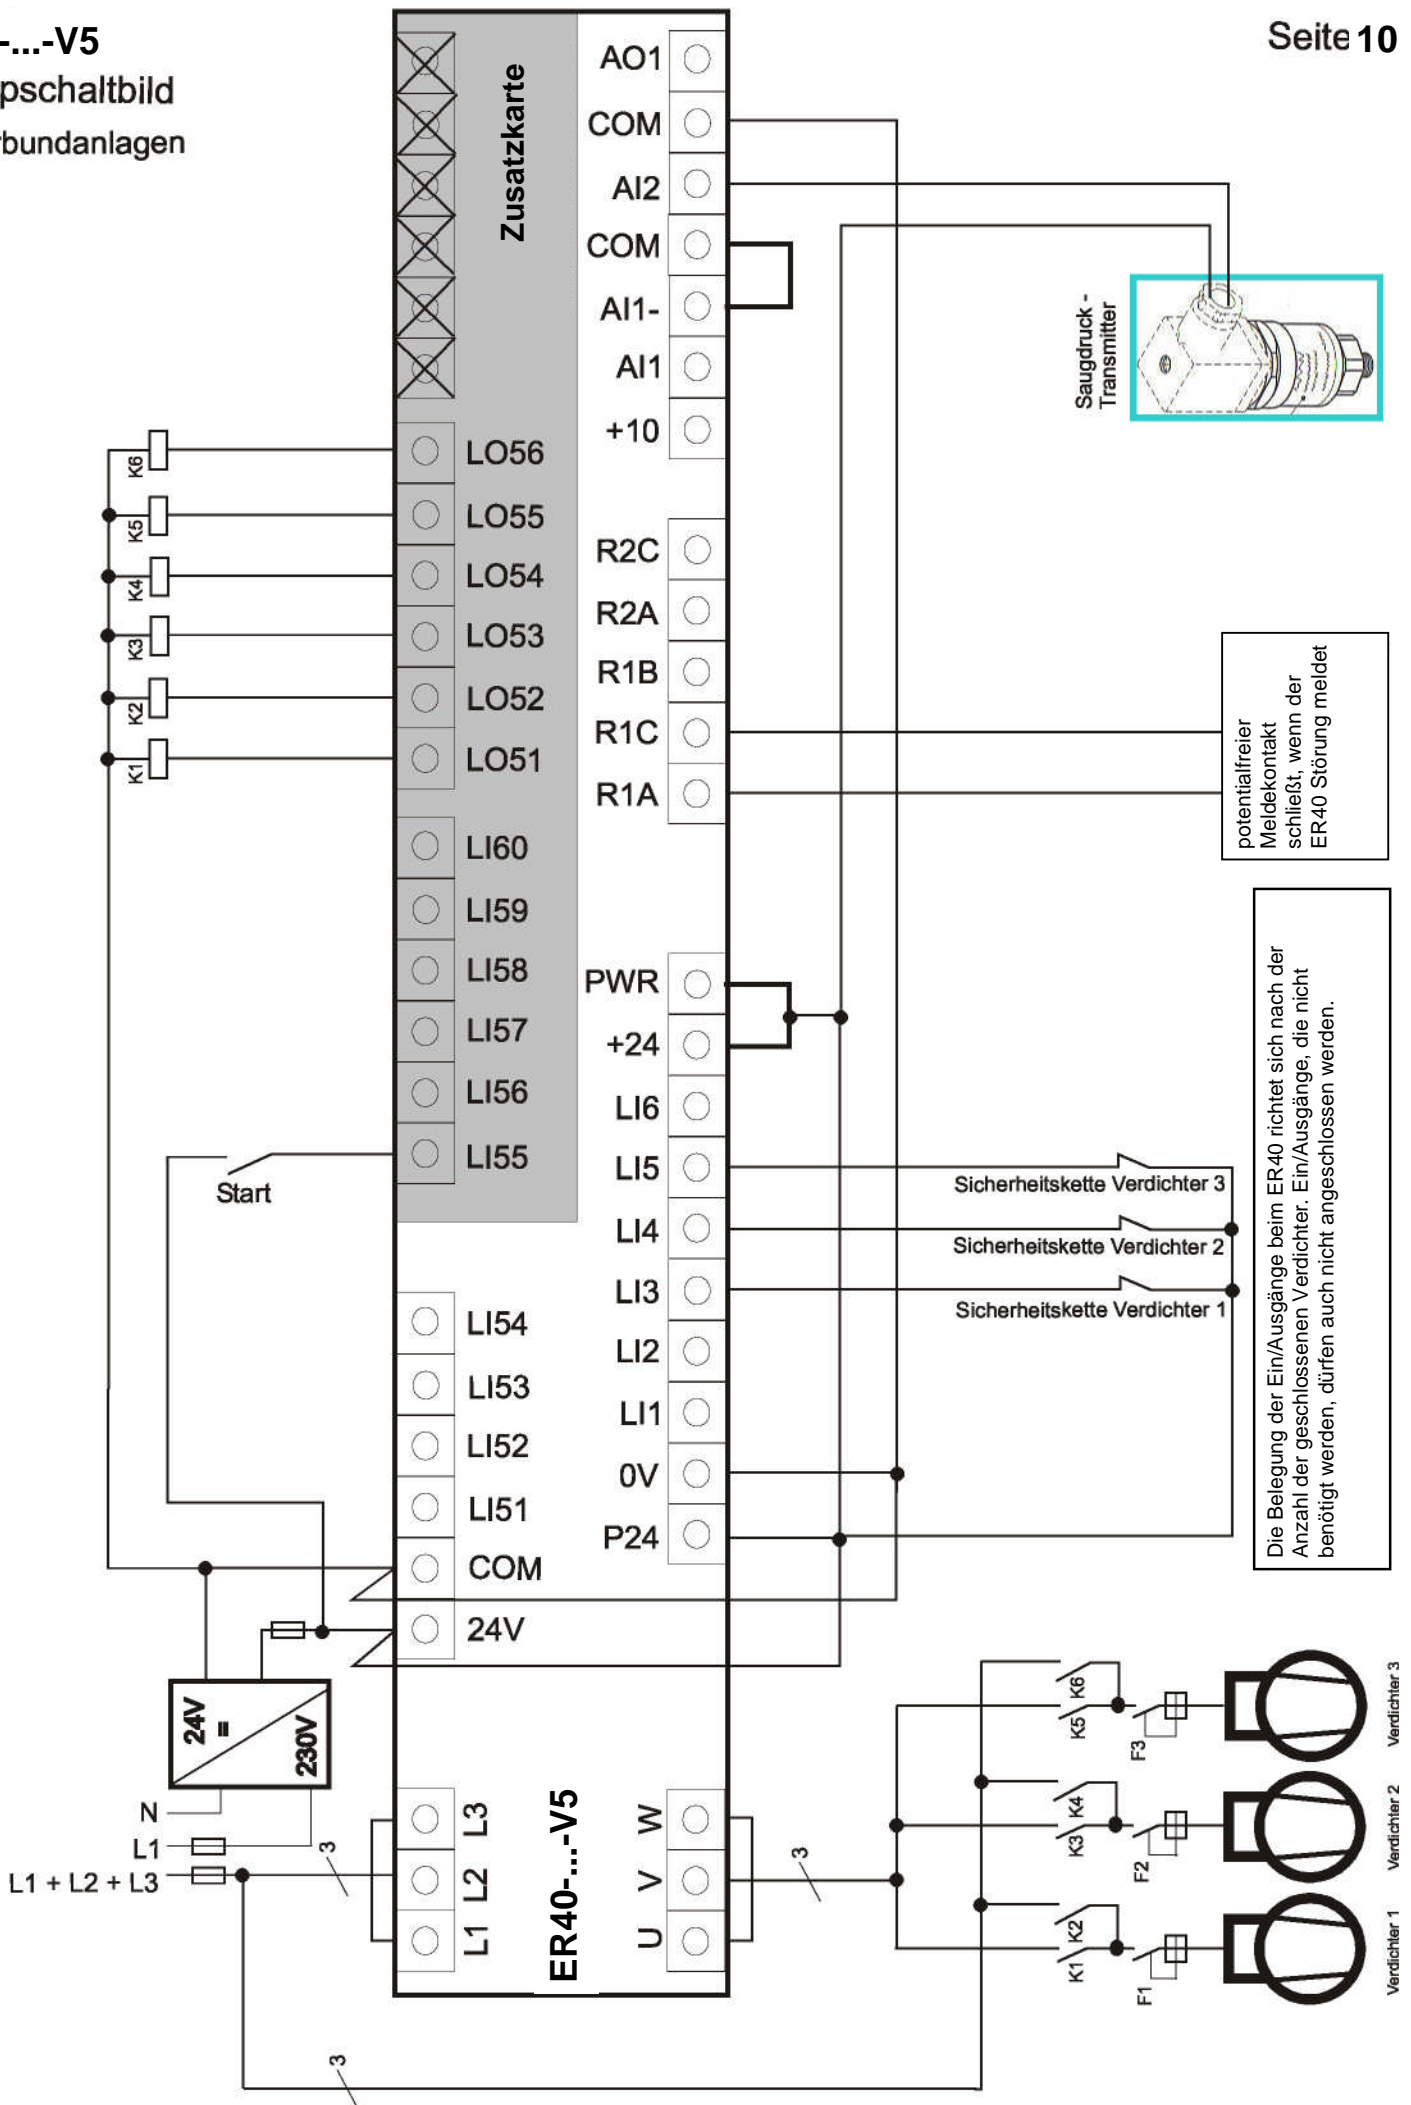 -...-V5
pschaltbild
rbundanlagen
Seite 10
Zusatzkarte
AO1
COM
AI2
COM
AI1-
AI1
+10
R2C
R2A
R1B
R1C
R1A
PWR
+24
LI6
LI5
LI4
LI3
LI2
LI1
0V
P24
LO56
LO55
LO54
LO53
LO52
LO51
LI60
LI59
LI58
LI57
LI56
LI55
LI54
LI53
LI52
LI51
COM
24V
K6
K5
K4
K3
K2
K1
Start
Saugdruck -
Transmitter
potentialfreier
Meldekontakt
schließt, wenn der
ER40 Störung meldet
Die Belegung der Ein/Ausgänge beim ER40 richtet sich nach der
Anzahl der geschlossenen Verdichter. Ein/Ausgänge, die nicht
benötigt werden, dürfen auch nicht angeschlossen werden.
Sicherheitskette Verdichter 3
Sicherheitskette Verdichter 2
Sicherheitskette Verdichter 1
24V
=
230V
N
L1
L1 + L2 + L3
3
L3
L2
L1
ER40-...-V5
W
V
U
3
3
K6
K5
F3
Verdichter 3
K4
K3
F2
Verdichter 2
K2
K1
F1
Verdichter 1